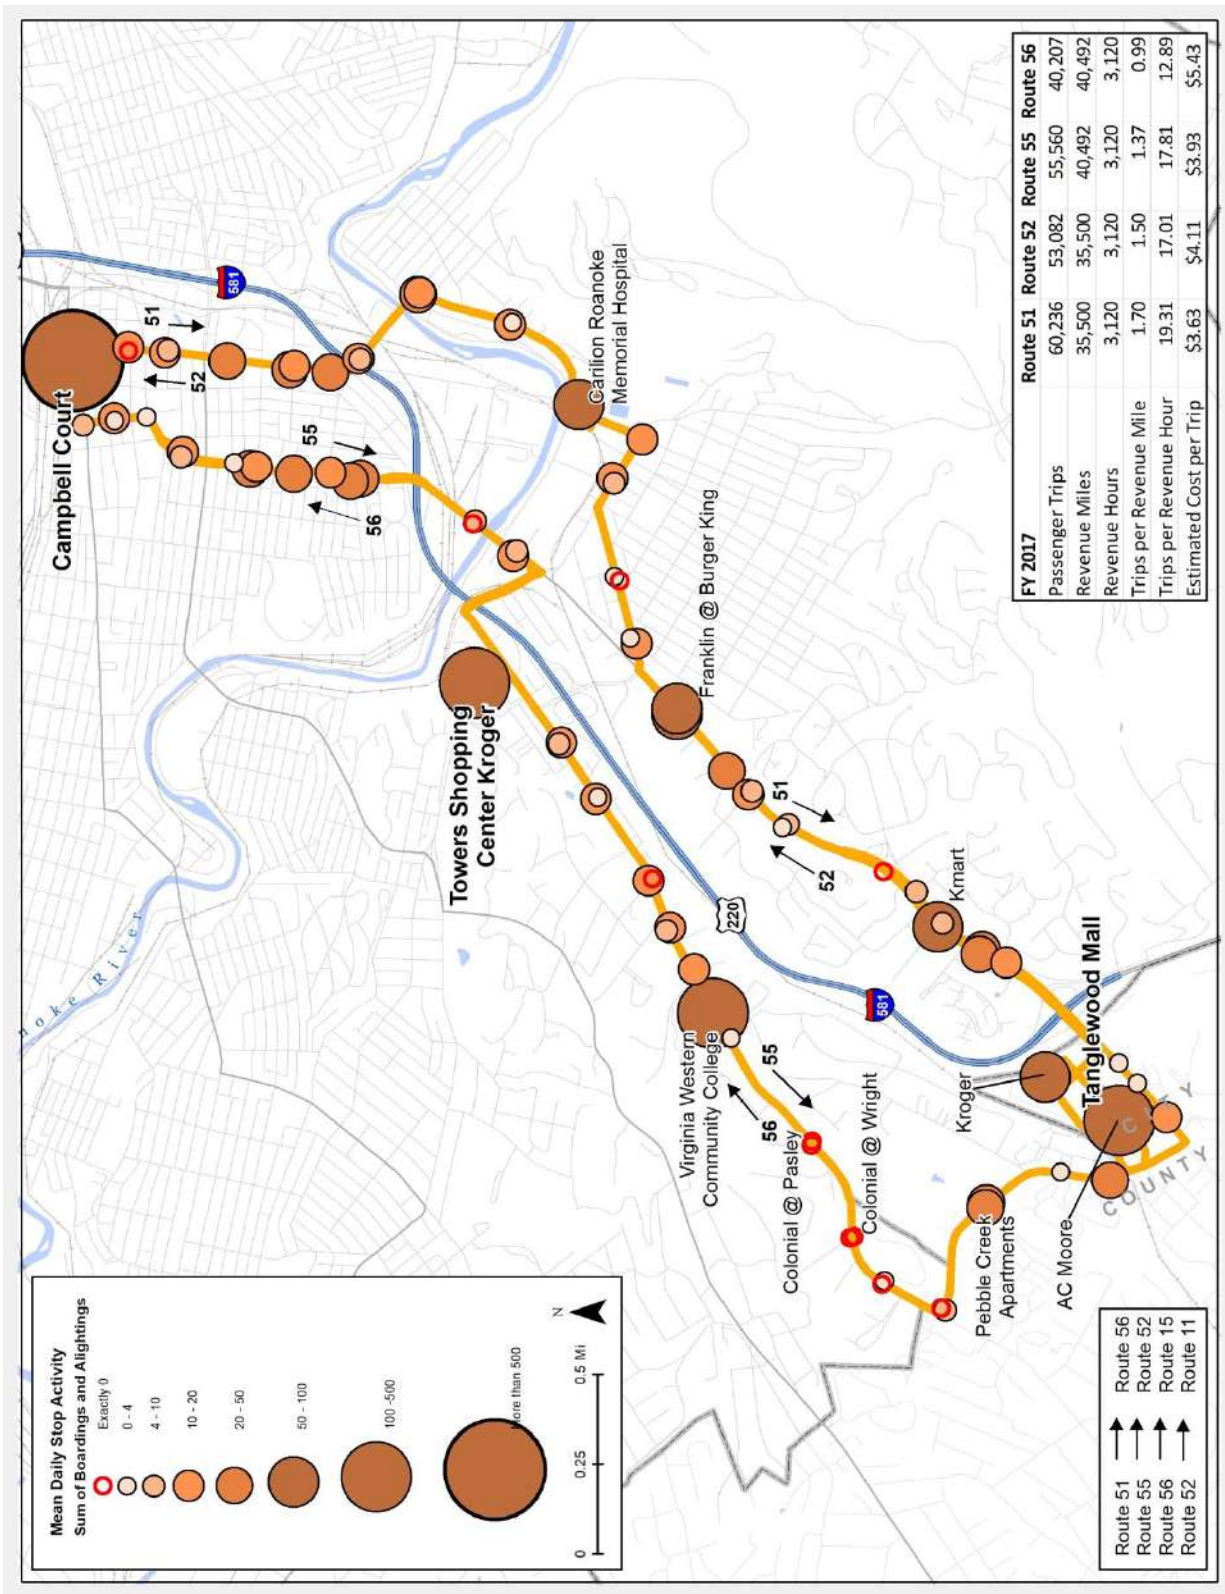 Campbell Court
51
52
55
56
581
Carilion Roanoke
Memorial Hospital
Towers Shopping
Center Kroger
Franklin @ Burger King
51
52
220
Kmart
581
Virginia Western
Community College
55
56
Colonial @ Pasley
Colonial @ Wright
Kroger
Tanglewood Mall
Pebble Creek
Apartments
AC Moore
CITY
COUNTY
noke River
FY 2017 Route 51 Route 52 Route 55 Route 56
Passenger Trips 60,236 53,082 55,560 40,207
Revenue Miles 35,500 35,500 40,492 40,492
Revenue Hours 3,120 3,120 3,120 3,120
Trips per Revenue Mile 1.70 1.50 1.37 0.99
Trips per Revenue Hour 19.31 17.01 17.81 12.89
Estimated Cost per Trip $3.63 $4.11 $3.93 $5.43
Mean Daily Stop Activity
Sum of Boardings and Alightings
Exactly 0
0 - 4
4 - 10
10 - 20
20 - 50
50 - 100
100 -500
more than 500
0 0.25 0.5 Mi
N
Route 51 Route 56
Route 55 Route 52
Route 56 Route 15
Route 52 Route 11